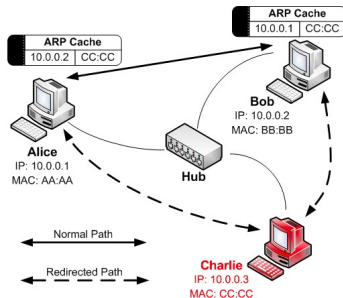 ARP Cache
10.0.0.1 CC:CC
ARP Cache
10.0.0.2 CC:CC
Bob
IP: 10.0.0.2
MAC: BB:BB
Alice
IP: 10.0.0.1
MAC: AA:AA
Hub
Normal Path
Redirected Path
Charlie
IP: 10.0.0.3
MAC: CC:CC